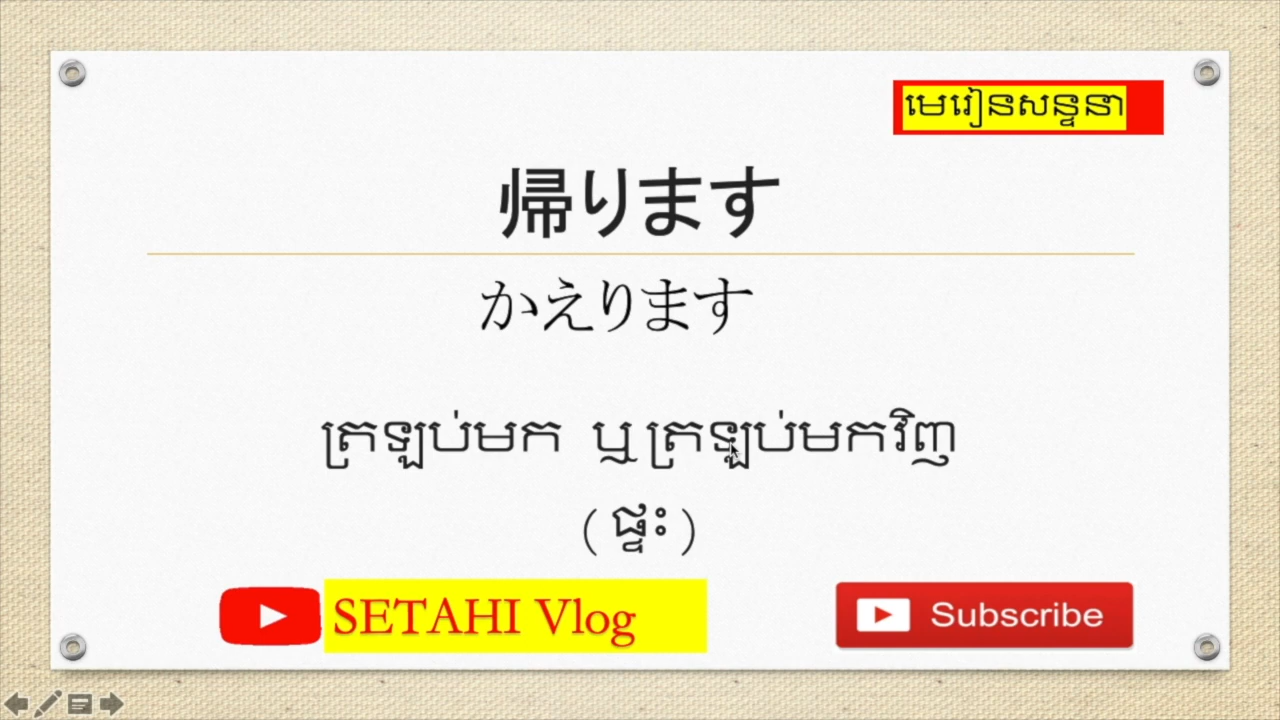 មេរៀនសន្ទនា
帰ります
かえります
ត្រឡប់មក ឬ ត្រឡប់មកវិញ
( ផ្ទះ )
SETAHI Vlog
Subscribe